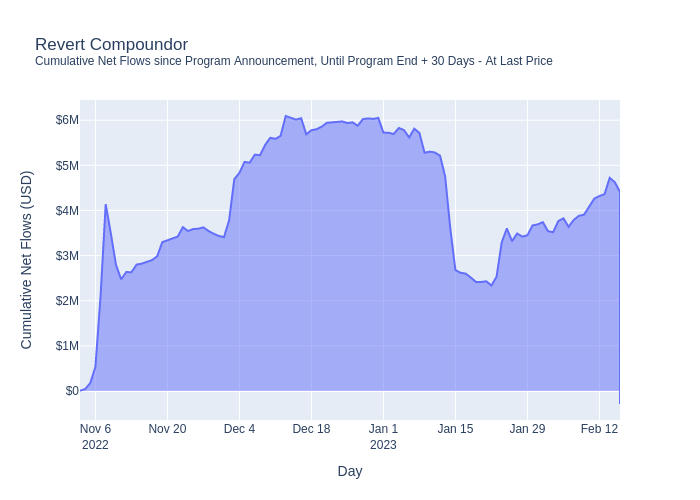 Revert Compoundor
Cumulative Net Flows since Program Announcement, Until Program End + 30 Days - At Last Price
Cumulative Net Flows (USD)
$6M
$5M
$4M
$3M
$2M
$1M
$0
Nov 6
2022
Nov 20
Dec 4
Dec 18
Jan 1
2023
Jan 15
Jan 29
Feb 12
Day